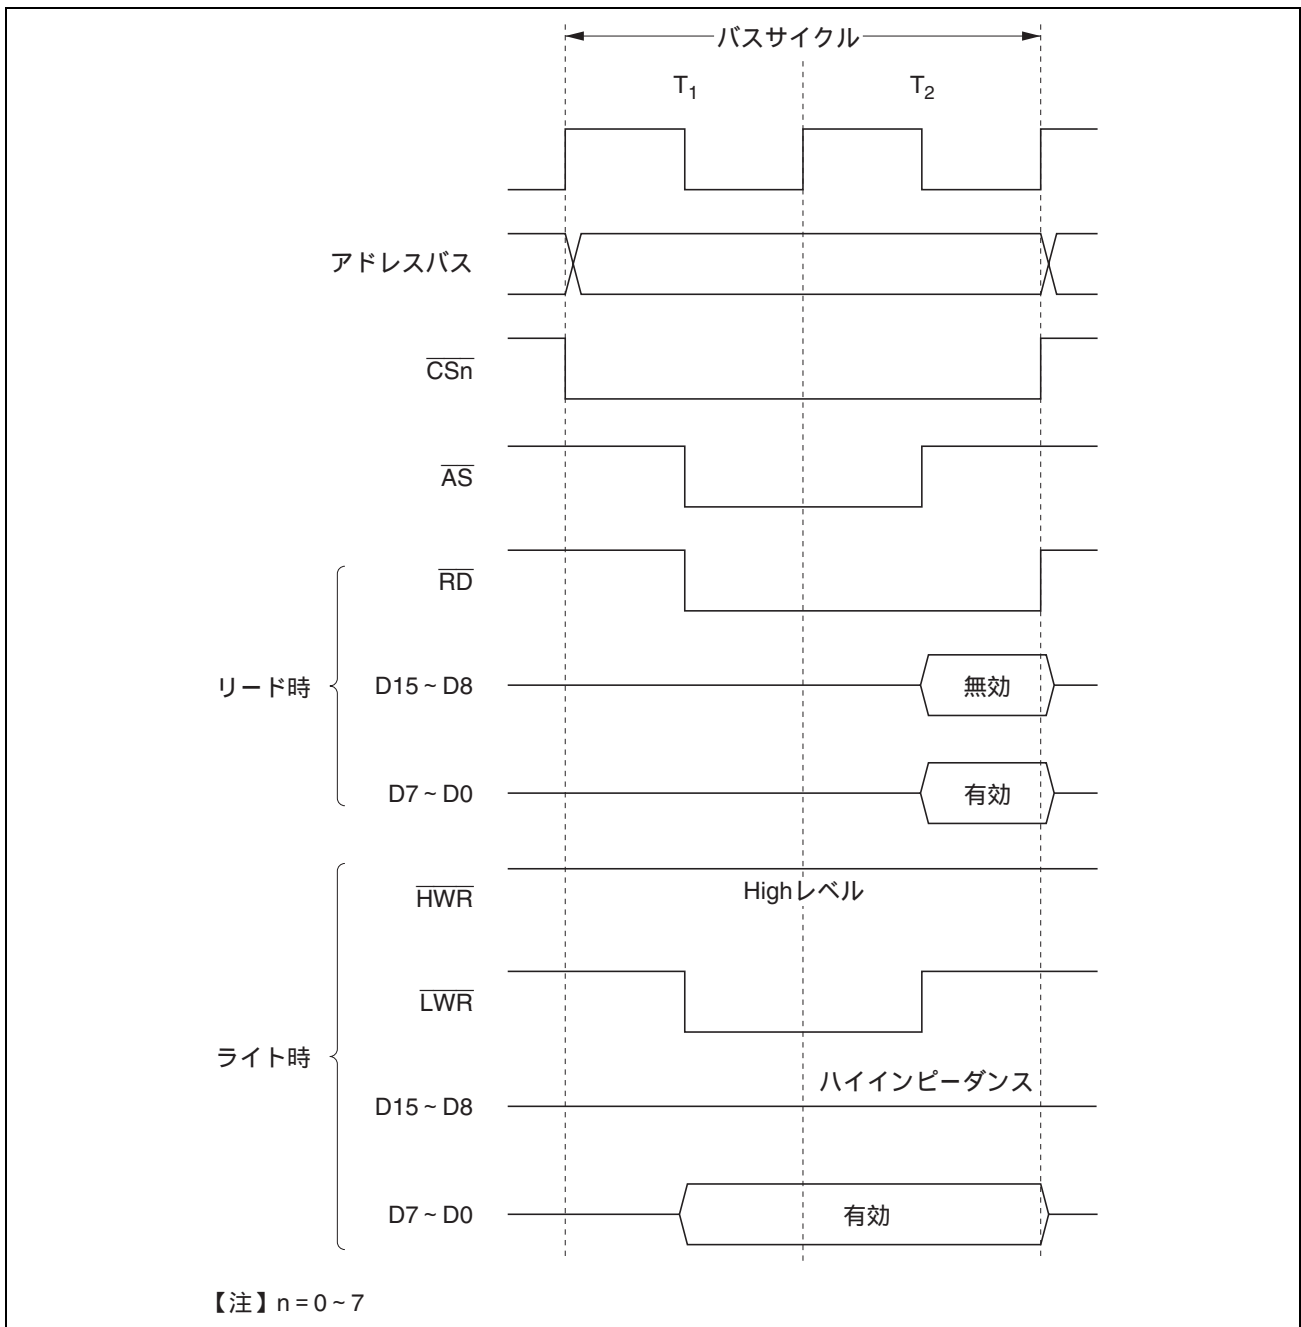 バスサイクル
T1 T2
アドレスバス
CSn
AS
RD
リード時
D15~D8
無効
D7~D0
有効
HWR
Highレベル
LWR
ライト時
ハイインピーダンス
D15~D8
D7~D0
有効
【注】n=0~7